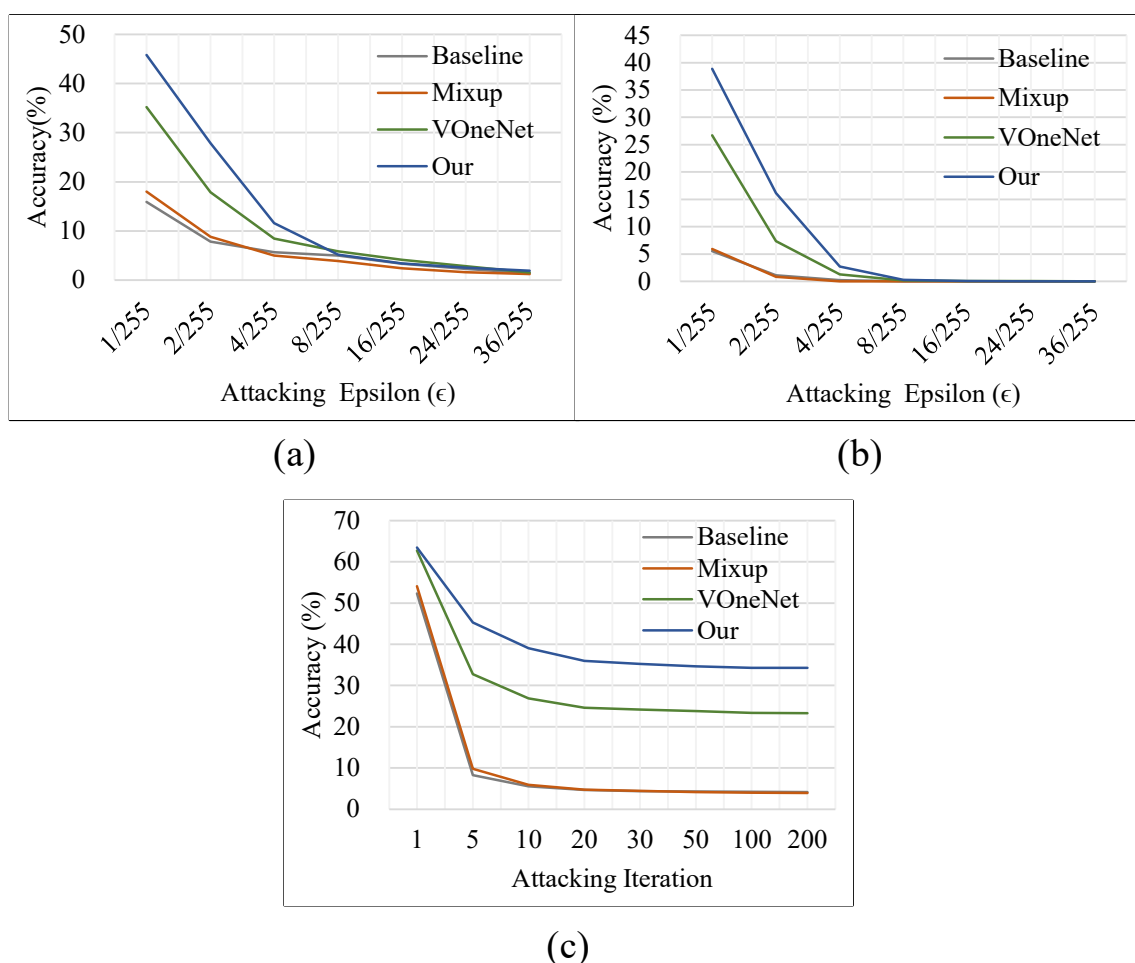 50
40
30
20
10
0
Accuracy(%)
Baseline
Mixup
VOneNet
Our
1/255
2/255
4/255
8/255
16/255
24/255
36/255
Attacking Epsilon (ϵ)
(a)
45
40
35
30
25
20
15
10
5
0
Accuracy (%)
Baseline
Mixup
VOneNet
Our
1/255
2/255
4/255
8/255
16/255
24/255
36/255
Attacking Epsilon (ϵ)
(b)
70
60
50
40
30
20
10
0
Accuracy (%)
Baseline
Mixup
VOneNet
Our
1 5 10 20 30 50 100 200
Attacking Iteration
(c)